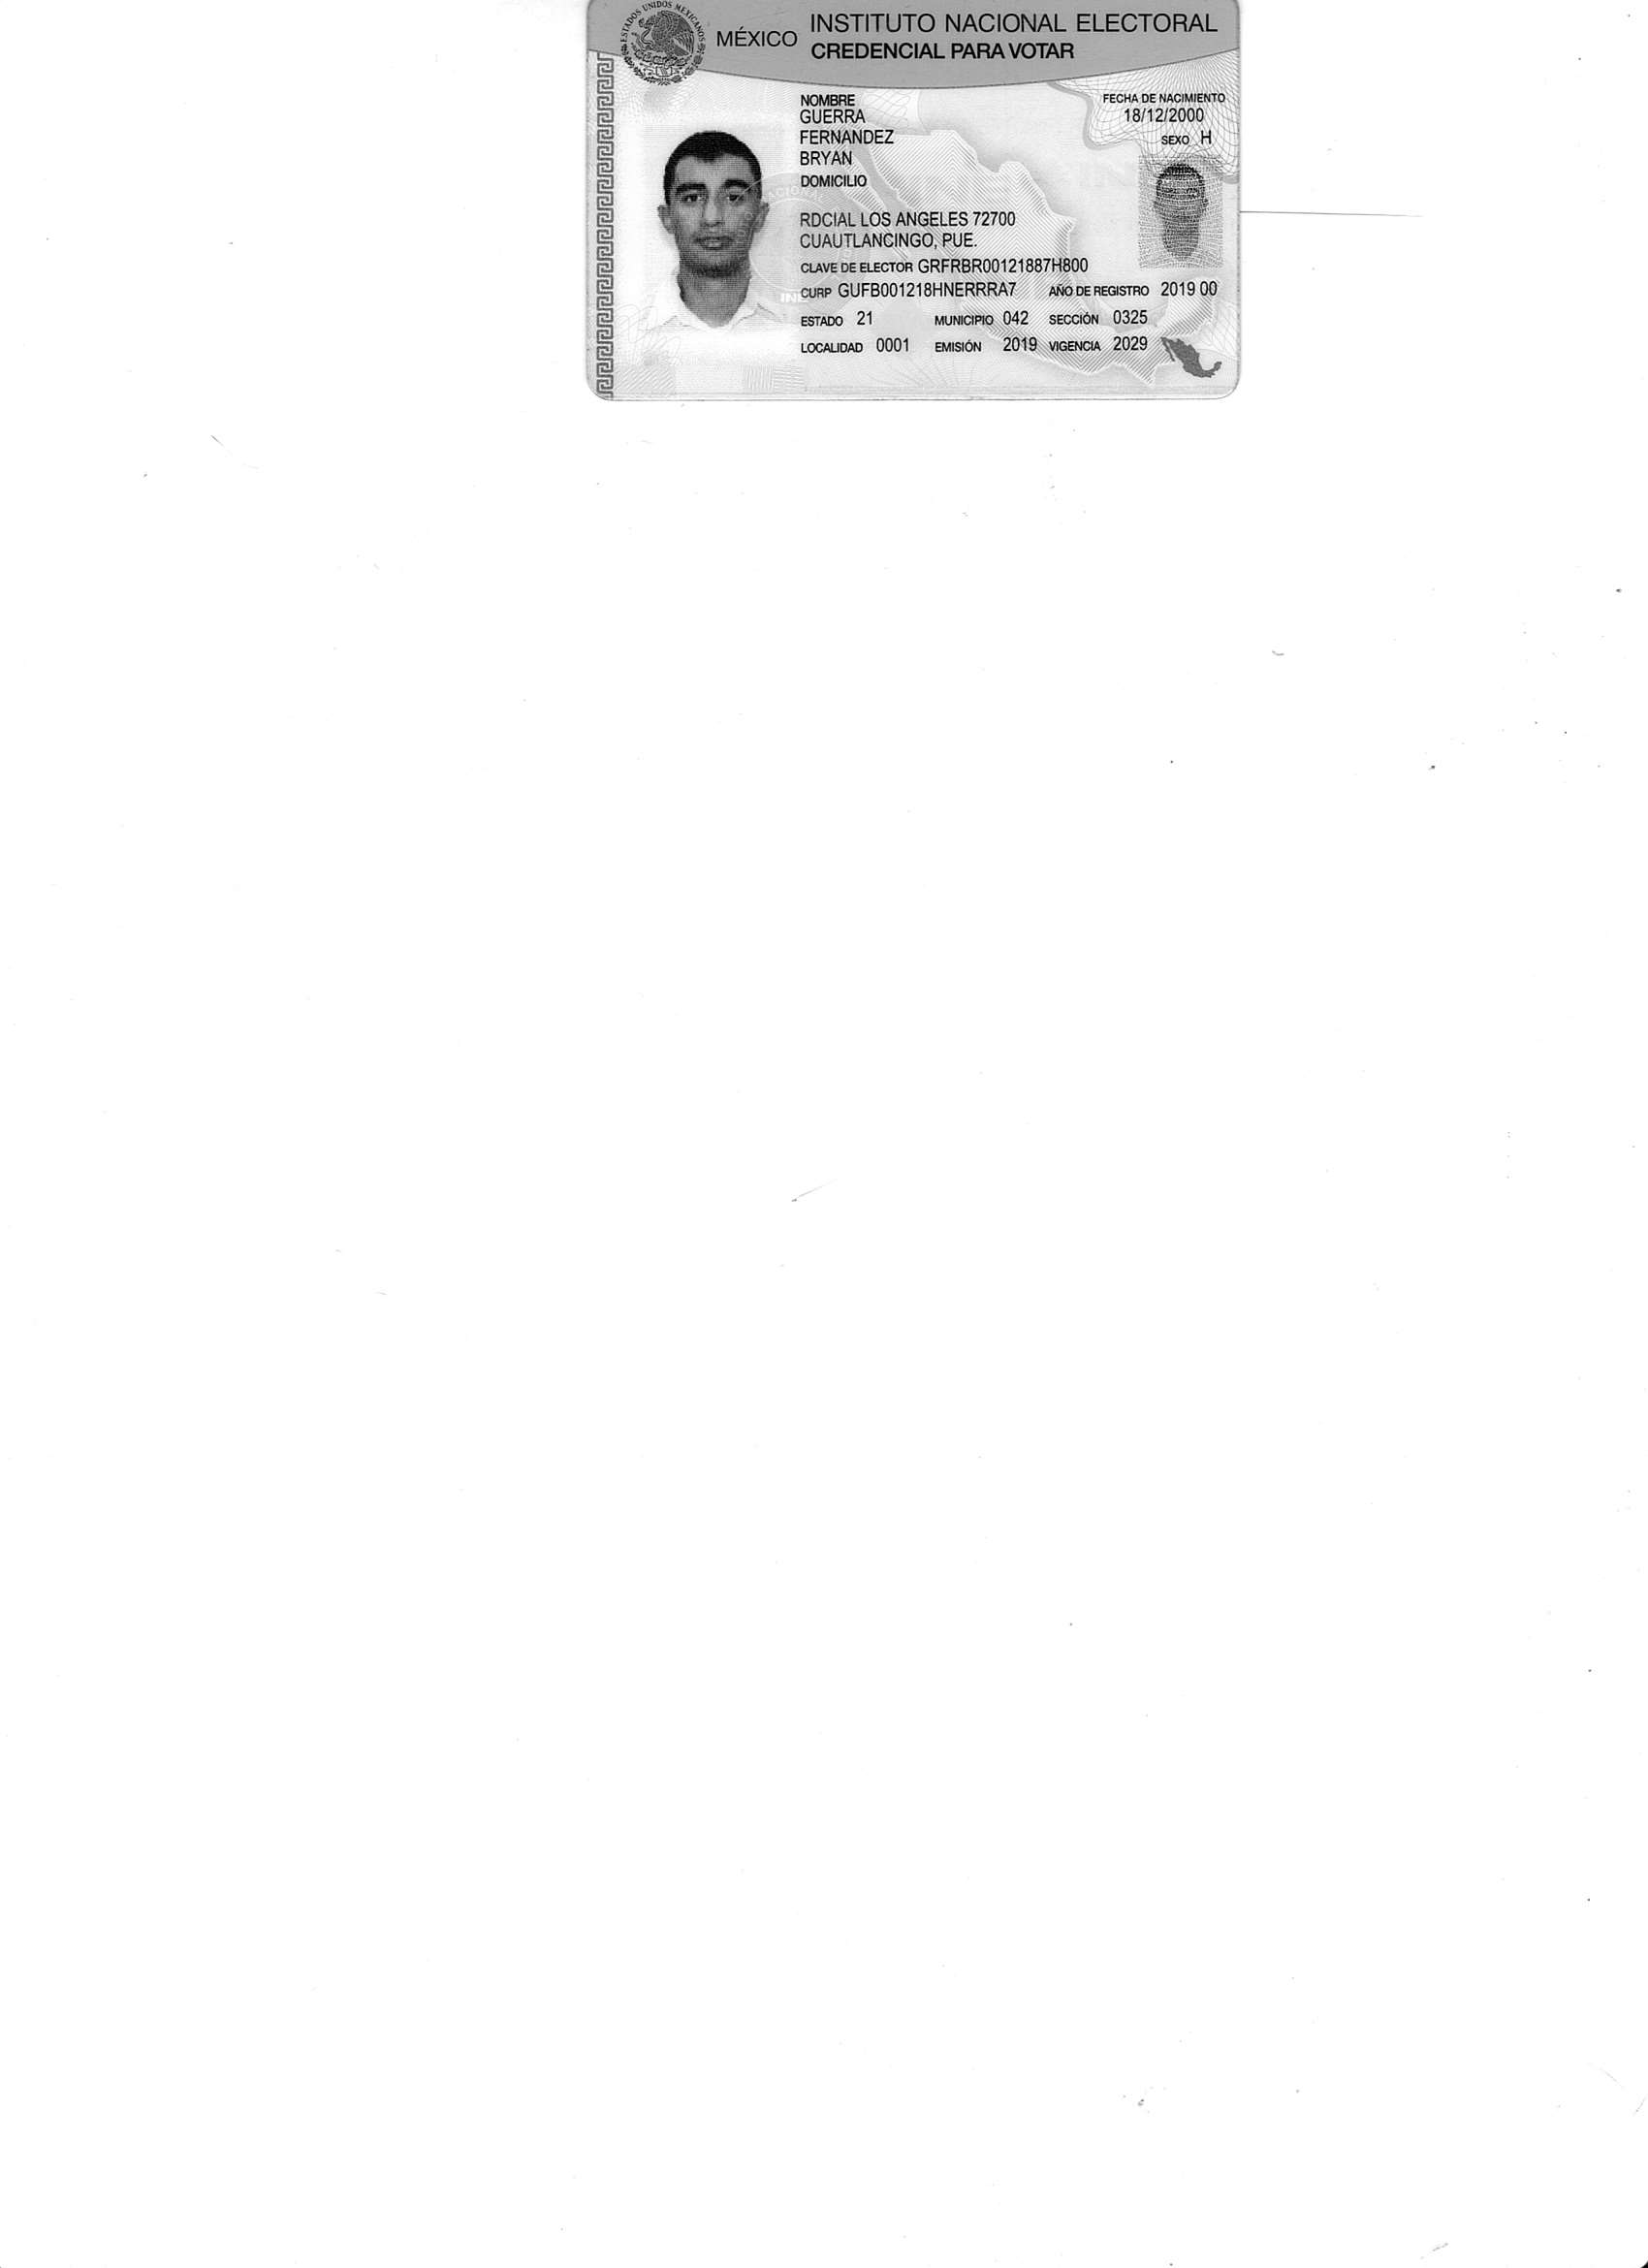 ESTADOS UNIDOS MEXICANOS
MÉXICO
INSTITUTO NACIONAL ELECTORAL
CREDENCIAL PARA VOTAR
NOMBRE
GUERRA
FERNANDEZ
BRYAN
FECHA DE NACIMIENTO
18/12/2000
SEXO H
DOMICILIO
RDCIAL LOS ANGELES 72700
CUAUTLANCINGO, PUE.
CLAVE DE ELECTOR GRFRBR00121887H800
CURP GUFB001218HNERRRA7 AÑO DE REGISTRO 2019 00
ESTADO 21 MUNICIPIO 042 SECCIÓN 0325
LOCALIDAD 0001 EMISIÓN 2019 VIGENCIA 2029
INE